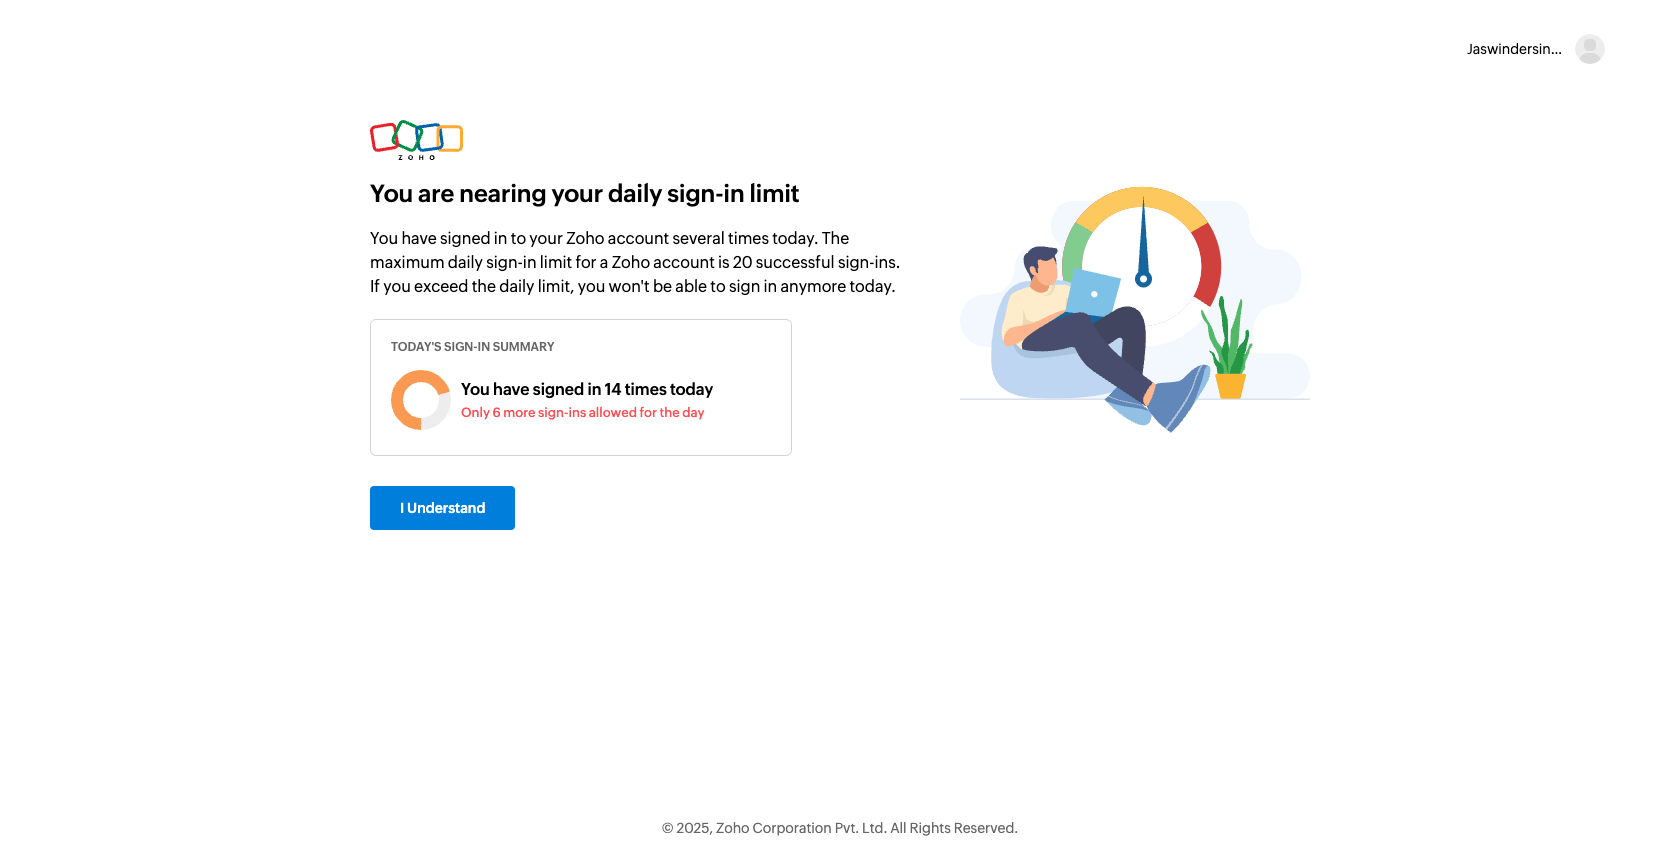 Jaswindersin...
ZOHO
You are nearing your daily sign-in limit
You have signed in to your Zoho account several times today. The
maximum daily sign-in limit for a Zoho account is 20 successful sign-ins.
If you exceed the daily limit, you won't be able to sign in anymore today.
TODAY'S SIGN-IN SUMMARY
You have signed in 14 times today
Only 6 more sign-ins allowed for the day
I Understand
© 2025, Zoho Corporation Pvt. Ltd. All Rights Reserved.